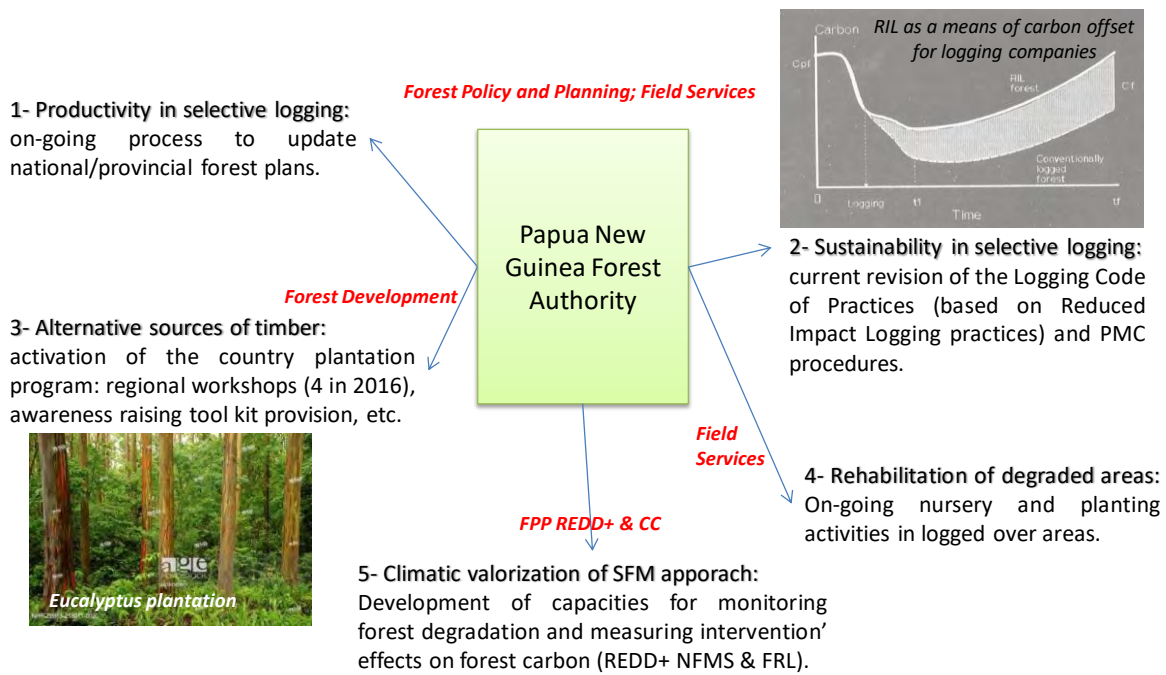 RIL as a means of carbon offset
for logging companies
Carbon
Cpf
RIL
forest
Cf
Conventionally
logged
forest
0
Logging
t1
tf
Time
Forest Policy and Planning; Field Services
1- Productivity in selective logging:
on-going process to update
national/provincial forest plans.
Papua New
Guinea Forest
Authority
2- Sustainability in selective logging:
current revision of the Logging Code
of Practices (based on Reduced
Impact Logging practices) and PMC
procedures.
Forest Development
3- Alternative sources of timber:
activation of the country plantation
program: regional workshops (4 in 2016),
awareness raising tool kit provision, etc.
Eucalyptus plantation
Field
Services
4- Rehabilitation of degraded areas:
On-going nursery and planting
activities in logged over areas.
FPP REDD+ & CC
5- Climatic valorization of SFM apporach:
Development of capacities for monitoring
forest degradation and measuring intervention’
effects on forest carbon (REDD+ NFMS & FRL).